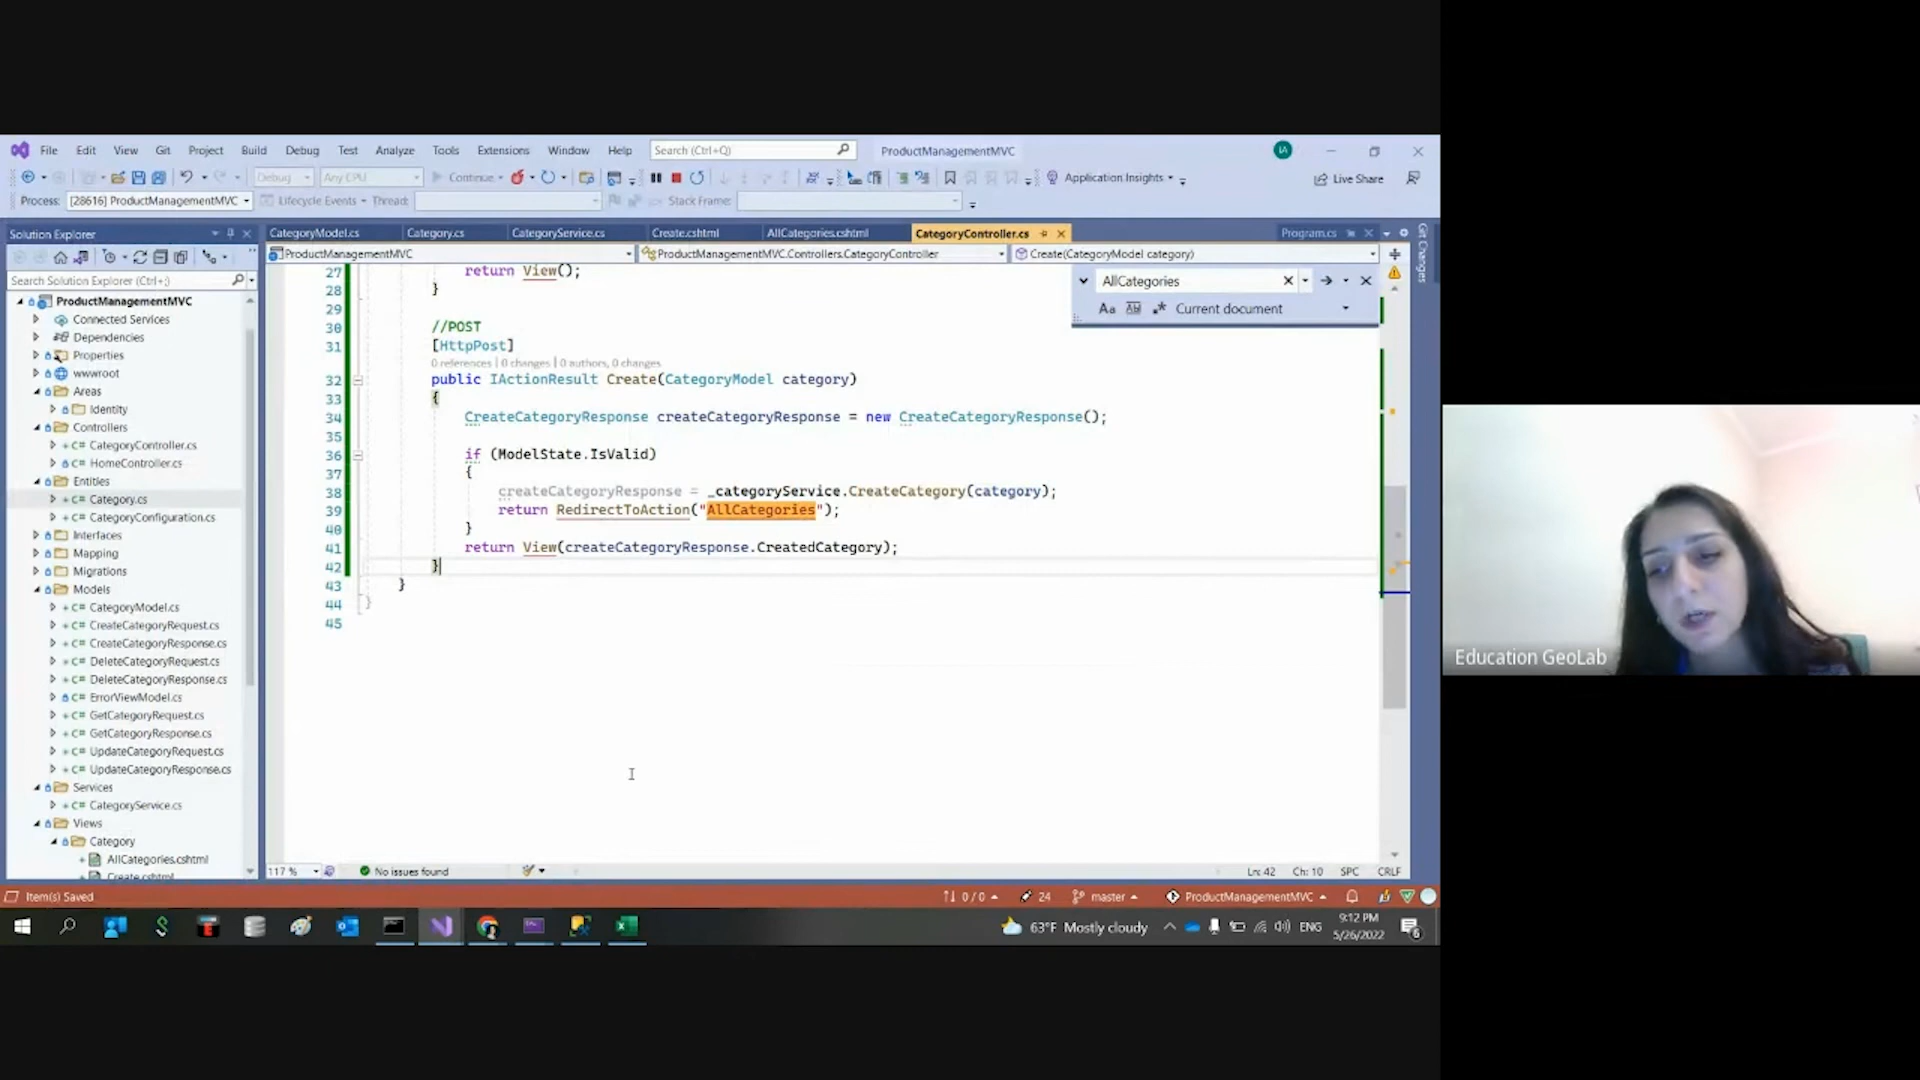 File Edit View Git Project Build Debug Test Analyze Tools Extensions Window Help Search (Ctrl+Q) ProductManagementMVC IA
Debug Any CPU Continue Application Insights Live Share
Process: [28616] ProductManagementMVC Lifecycle Events Thread: Stack Frame:
Solution Explorer
Search Solution Explorer (Ctrl+;)
ProductManagementMVC
Connected Services
Dependencies
Properties
wwwroot
Areas
Identity
Controllers
C# CategoryController.cs
C# HomeController.cs
Entities
C# Category.cs
C# CategoryConfiguration.cs
Interfaces
Mapping
Migrations
Models
C# CategoryModel.cs
C# CreateCategoryRequest.cs
C# CreateCategoryResponse.cs
C# DeleteCategoryRequest.cs
C# DeleteCategoryResponse.cs
C# ErrorViewModel.cs
C# GetCategoryRequest.cs
C# GetCategoryResponse.cs
C# UpdateCategoryRequest.cs
C# UpdateCategoryResponse.cs
Services
C# CategoryService.cs
Views
Category
AllCategories.cshtml
Create.cshtml
CategoryModel.cs Category.cs CategoryService.cs Create.cshtml AllCategories.cshtml CategoryController.cs Program.cs
ProductManagementMVC ProductManagementMVC.Controllers.CategoryController Create(CategoryModel category)
Git Changes
AllCategories
Aa Current document
27 return View();
28 }
29
30 //POST
31 [HttpPost]
0 references | 0 changes | 0 authors, 0 changes
32 public IActionResult Create(CategoryModel category)
33 {
34 CreateCategoryResponse createCategoryResponse = new CreateCategoryResponse();
35
36 if (ModelState.IsValid)
37 {
38 createCategoryResponse = _categoryService.CreateCategory(category);
39 return RedirectToAction("AllCategories");
40 }
41 return View(createCategoryResponse.CreatedCategory);
42 }
43 }
44 }
45
117 % No issues found Ln: 42 Ch: 10 SPC CRLF
Item(s) Saved 0 / 0 24 master ProductManagementMVC
63°F Mostly cloudy ENG 9:12 PM
5/26/2022
6
Education GeoLab